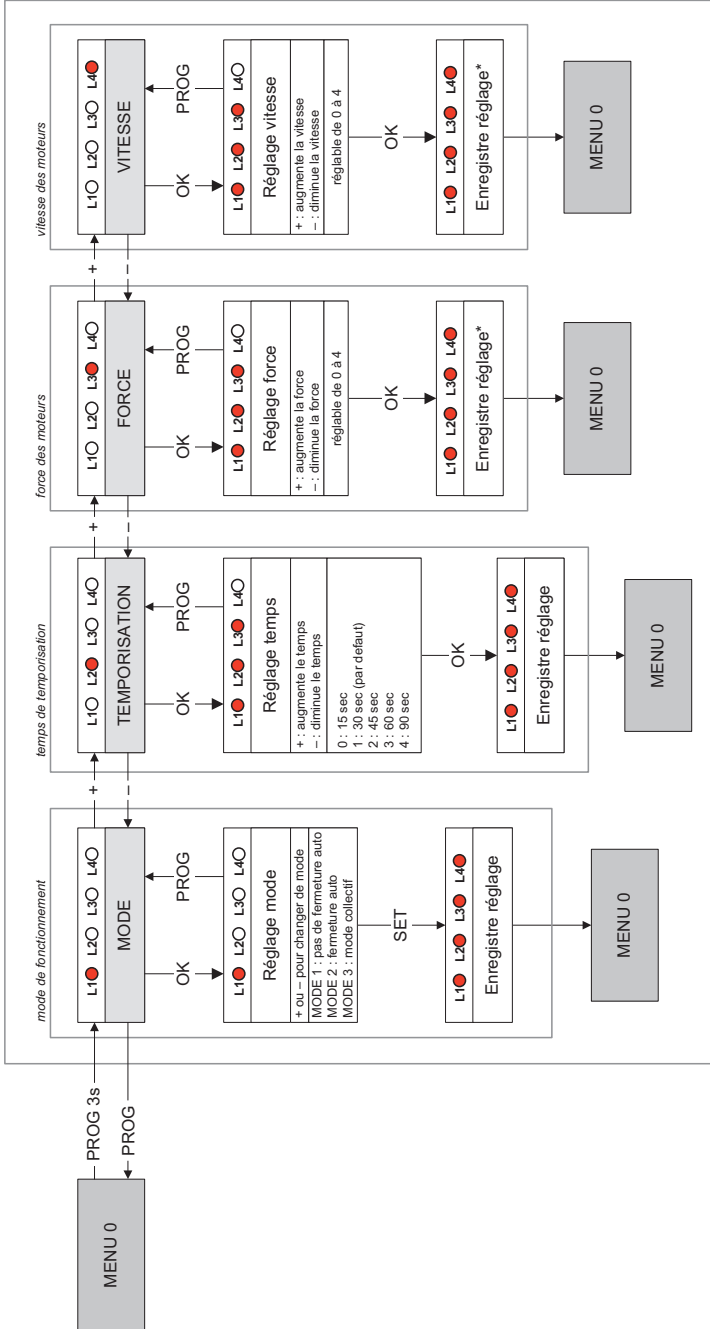 MENU 0
PROG 3s
PROG
mode de fonctionnement
L1 L2 L3 L4
MODE
OK
PROG
L1 L2 L3 L4
Réglage mode
+ ou – pour changer de mode
MODE 1 : pas de fermeture auto
MODE 2 : fermeture auto
MODE 3 : mode collectif
SET
L1 L2 L3 L4
Enregistre réglage
MENU 0
+
–
temps de temporisation
L1 L2 L3 L4
TEMPORISATION
OK
PROG
L1 L2 L3 L4
Réglage temps
+ : augmente le temps
– : diminue le temps
0 : 15 sec
1 : 30 sec (par defaut)
2 : 45 sec
3 : 60 sec
4 : 90 sec
OK
L1 L2 L3 L4
Enregistre réglage
MENU 0
+
–
force des moteurs
L1 L2 L3 L4
FORCE
OK
PROG
L1 L2 L3 L4
Réglage force
+ : augmente la force
– : diminue la force
réglable de 0 à 4
OK
L1 L2 L3 L4
Enregistre réglage*
MENU 0
+
–
vitesse des moteurs
L1 L2 L3 L4
VITESSE
OK
PROG
L1 L2 L3 L4
Réglage vitesse
+ : augmente la vitesse
– : diminue la vitesse
réglable de 0 à 4
OK
L1 L2 L3 L4
Enregistre réglage*
MENU 0